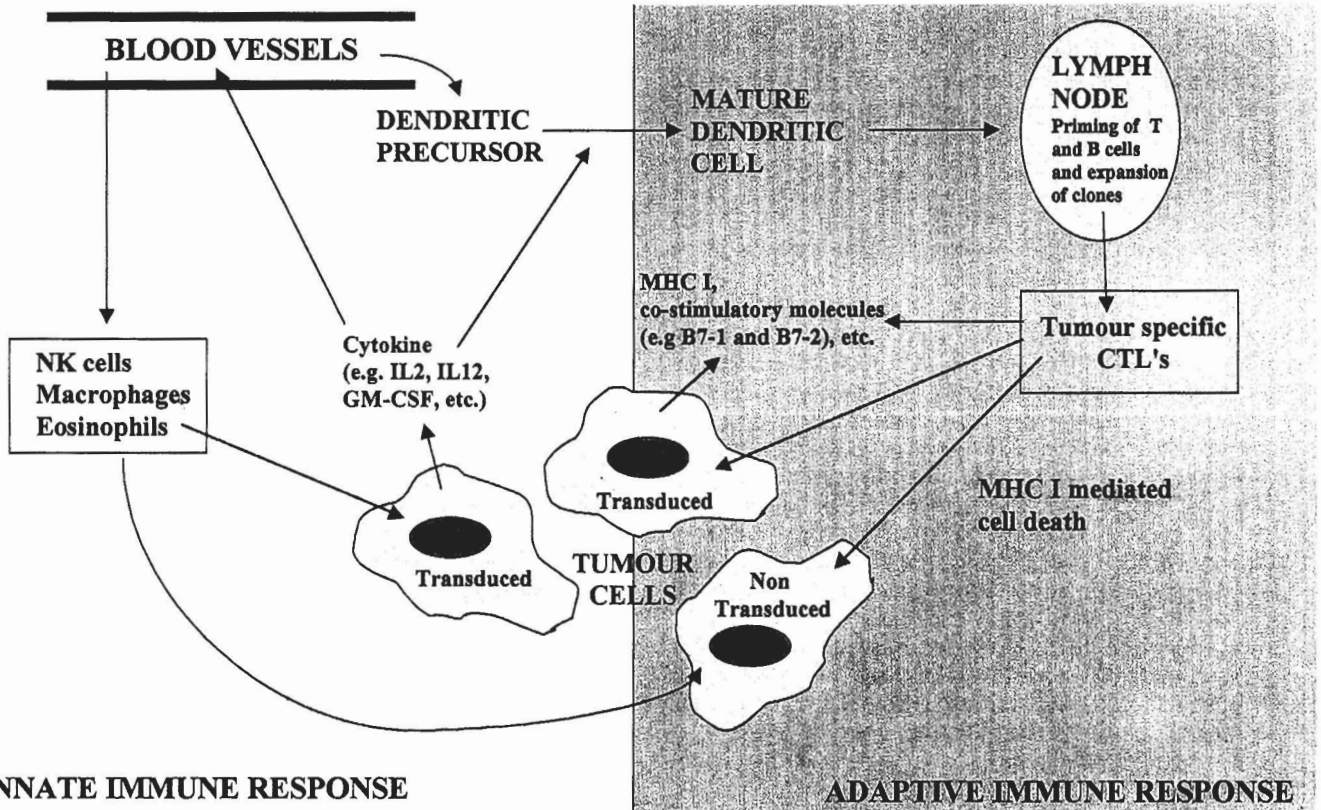 BLOOD VESSELS
DENDRITIC
PRECURSOR
MATURE
DENDRITIC
CELL
LYMPH
NODE
Priming of T
and B cells
and expansion
of clones
NK cells
Macrophages
Eosinophils
Cytokine
(e.g. IL2, IL12,
GM-CSF, etc.)
MHC I,
co-stimulatory molecules
(e.g B7-1 and B7-2), etc.
Tumour specific
CTL's
Transduced
Transduced
TUMOUR
CELLS
Non
Transduced
MHC I mediated
cell death
NNATE IMMUNE RESPONSE
ADAPTIVE IMMUNE RESPONSE